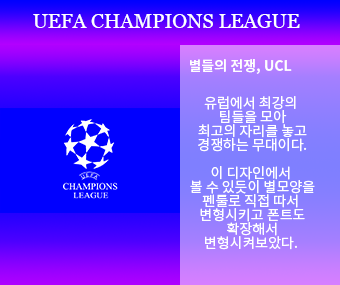 UEFA CHAMPIONS LEAGUE
별들의 전쟁, UCL
유럽에서 최강의
팀들을 모아
최고의 자리를 놓고
경쟁하는 무대이다.
이 디자인에서
볼 수 있듯이 별모양을
펜툴로 직접 따서
변형시키고 폰트도
확장해서
변형시켜보았다.
UEFA
CHAMPIONS
LEAGUE